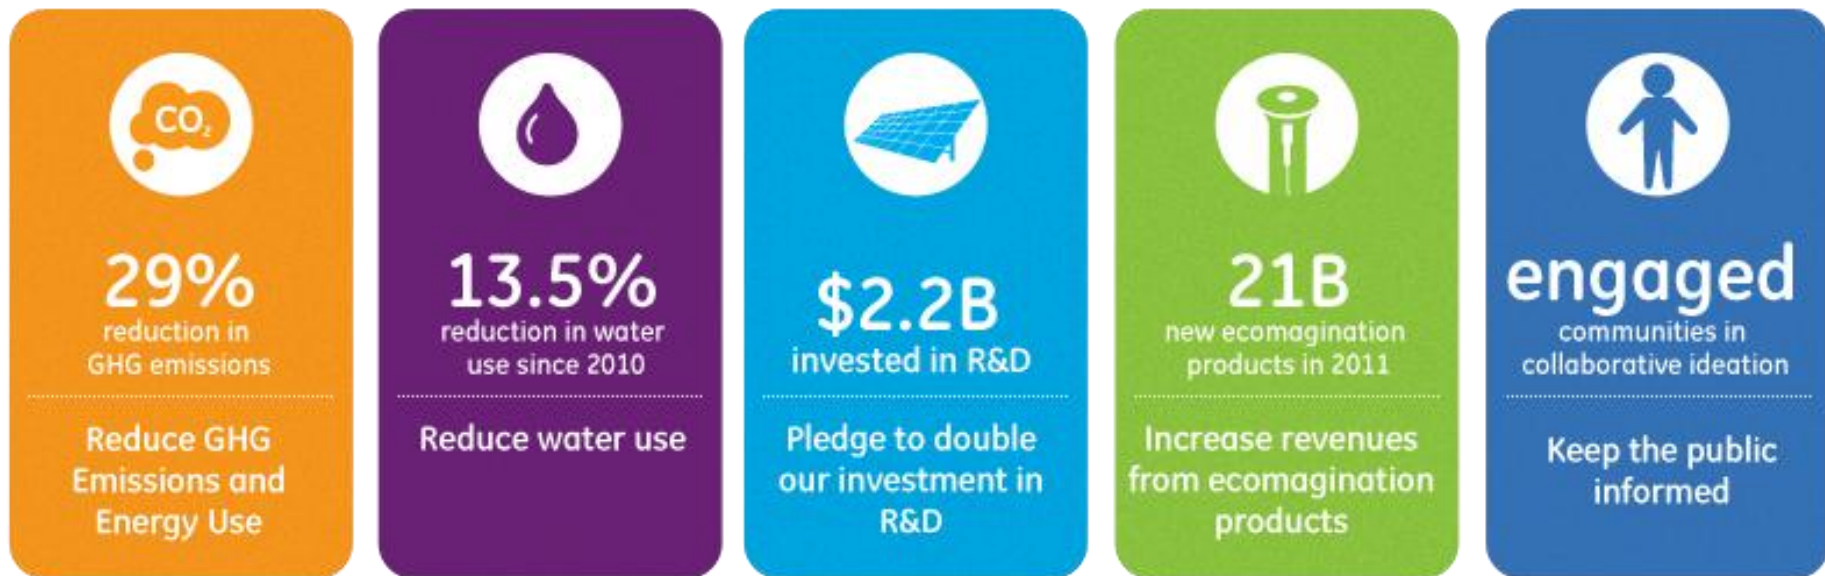 CO₂
29%
reduction in
GHG emissions
Reduce GHG
Emissions and
Energy Use
13.5%
reduction in water
use since 2010
Reduce water use
$2.2B
invested in R&D
Pledge to double
our investment in
R&D
21B
new ecomagination
products in 2011
Increase revenues
from ecomagination
products
engaged
communities in
collaborative ideation
Keep the public
informed